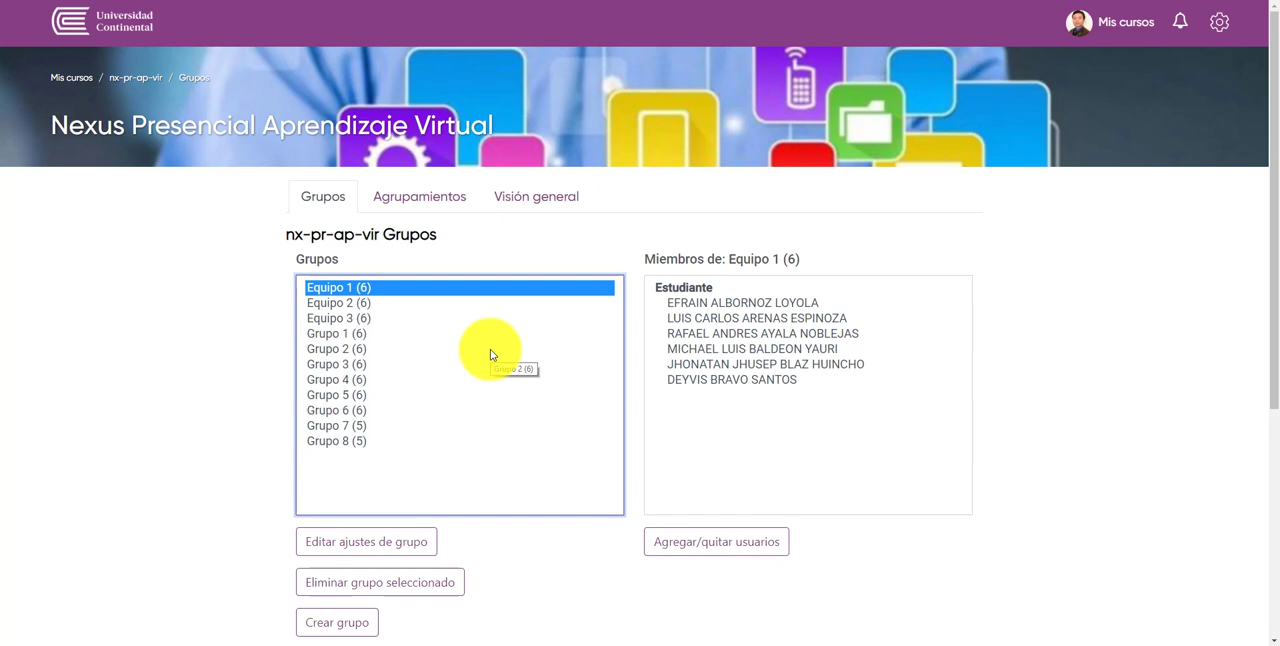 Universidad
Continental
Mis cursos
Mis cursos / nx-pr-ap-vir / Grupos
Nexus Presencial Aprendizaje Virtual
Grupos
Agrupamientos
Visión general
nx-pr-ap-vir Grupos
Grupos
Equipo 1 (6)
Equipo 2 (6)
Equipo 3 (6)
Grupo 1 (6)
Grupo 2 (6)
Grupo 3 (6)
Grupo 4 (6)
Grupo 5 (6)
Grupo 6 (6)
Grupo 7 (5)
Grupo 8 (5)
Grupo 2 (6)
Editar ajustes de grupo
Eliminar grupo seleccionado
Crear grupo
Miembros de: Equipo 1 (6)
Estudiante
EFRAIN ALBORNOZ LOYOLA
LUIS CARLOS ARENAS ESPINOZA
RAFAEL ANDRES AYALA NOBLEJAS
MICHAEL LUIS BALDEON YAURI
JHONATAN JHUSEP BLAZ HUINCHO
DEYVIS BRAVO SANTOS
Agregar/quitar usuarios